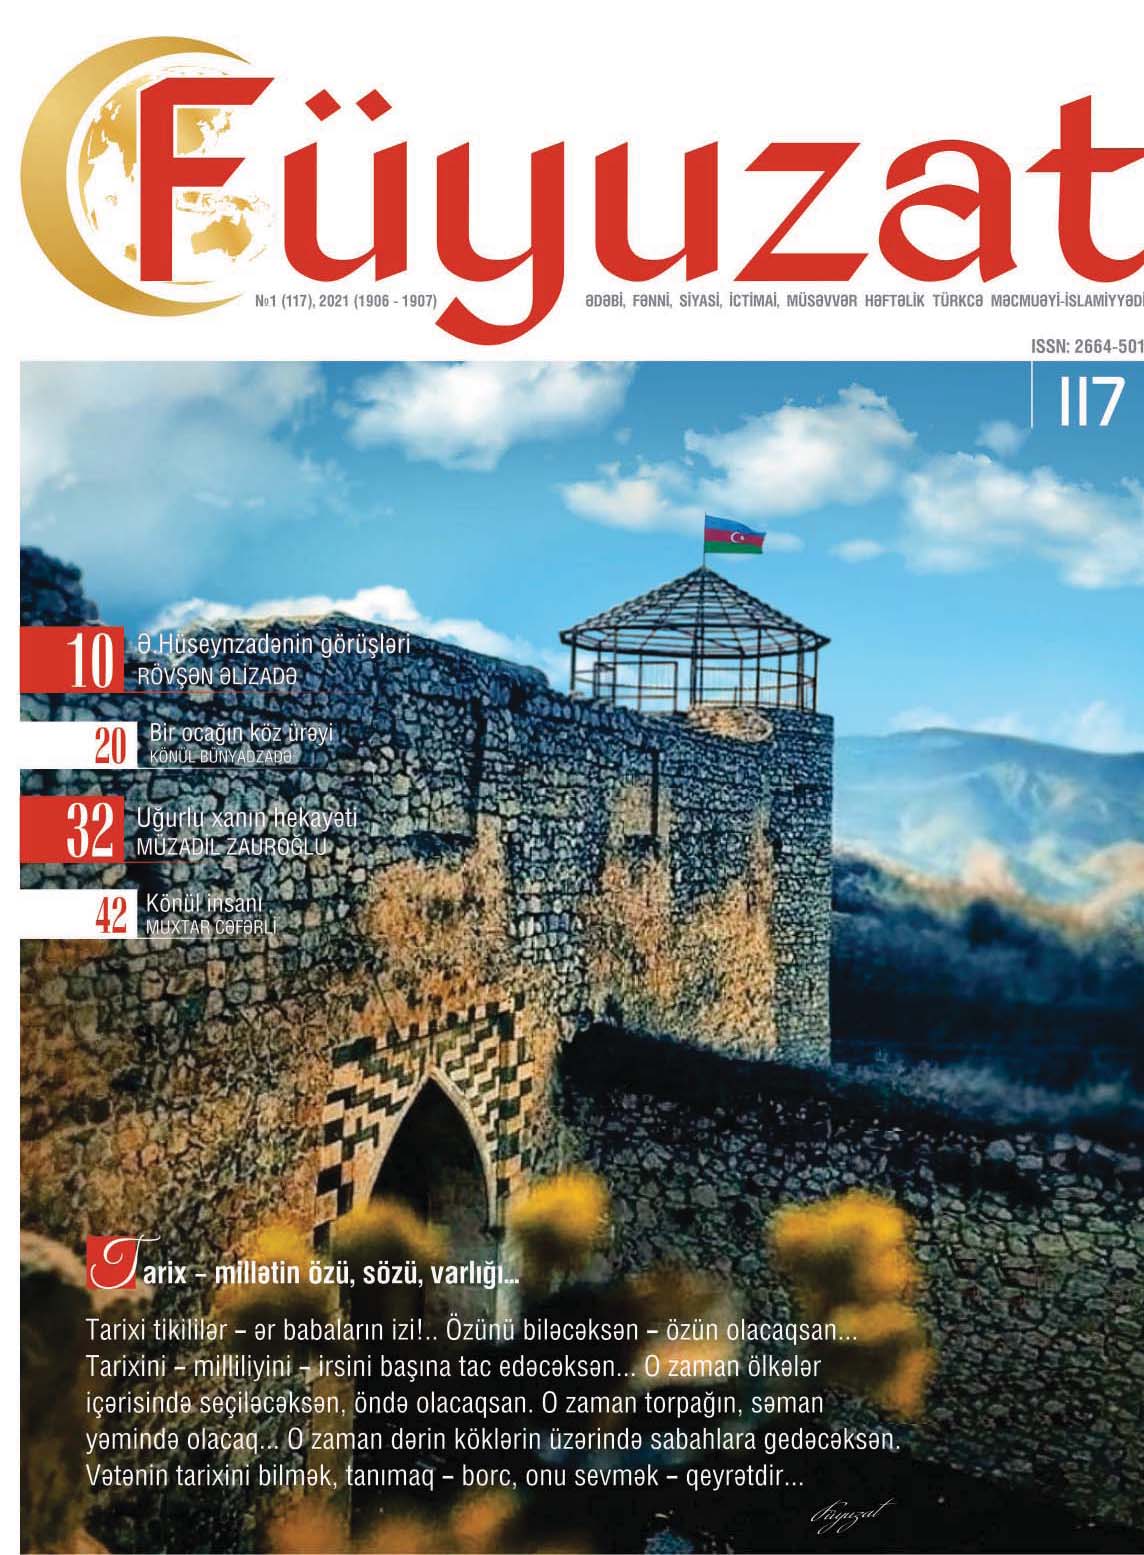 Füyuzat
№1 (117), 2021 (1906 - 1907)
ƏDƏBİ, FƏNNİ, SİYASİ, İCTİMAİ, MÜSƏVVƏR HƏFTƏLİK TÜRKCƏ MƏCMUƏYİ-İSLAMİYYƏDİ
ISSN: 2664-501
117
10 Ə.Hüseynzadənin görüşləri
RÖVŞƏN ƏLİZADƏ
20 Bir ocağın köz ürəyi
KÖNÜL BÜNYADZADƏ
32 Uğurlu xanın hekayəti
MÜZADİL ZAUROĞLU
42 Könül insanı
MUXTAR CƏFƏRLİ
Tarix – millətin özü, sözü, varlığı...
Tarixi tikililər – ər babaların izi!.. Özünü biləcəksən – özün olacaqsan...
Tarixini – milliliyini – irsini başına tac edəcəksən... O zaman ölkələr
içərisində seçiləcəksən, öndə olacaqsan. O zaman torpağın, səman
yəmində olacaq... O zaman dərin köklərin üzərində sabahlara gedəcəksən.
Vətənin tarixini bilmək, tanımaq – borc, onu sevmək – qeyrətdir...
Füyuzat